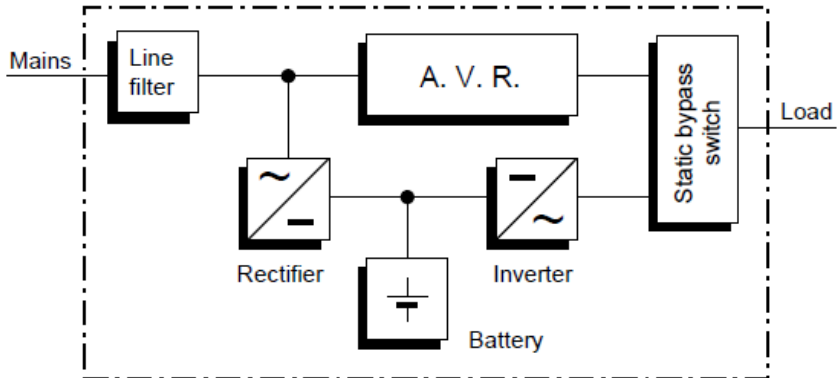 Mains
Line
filter
A. V. R.
Static bypass
switch
Load
Rectifier
Inverter
Battery